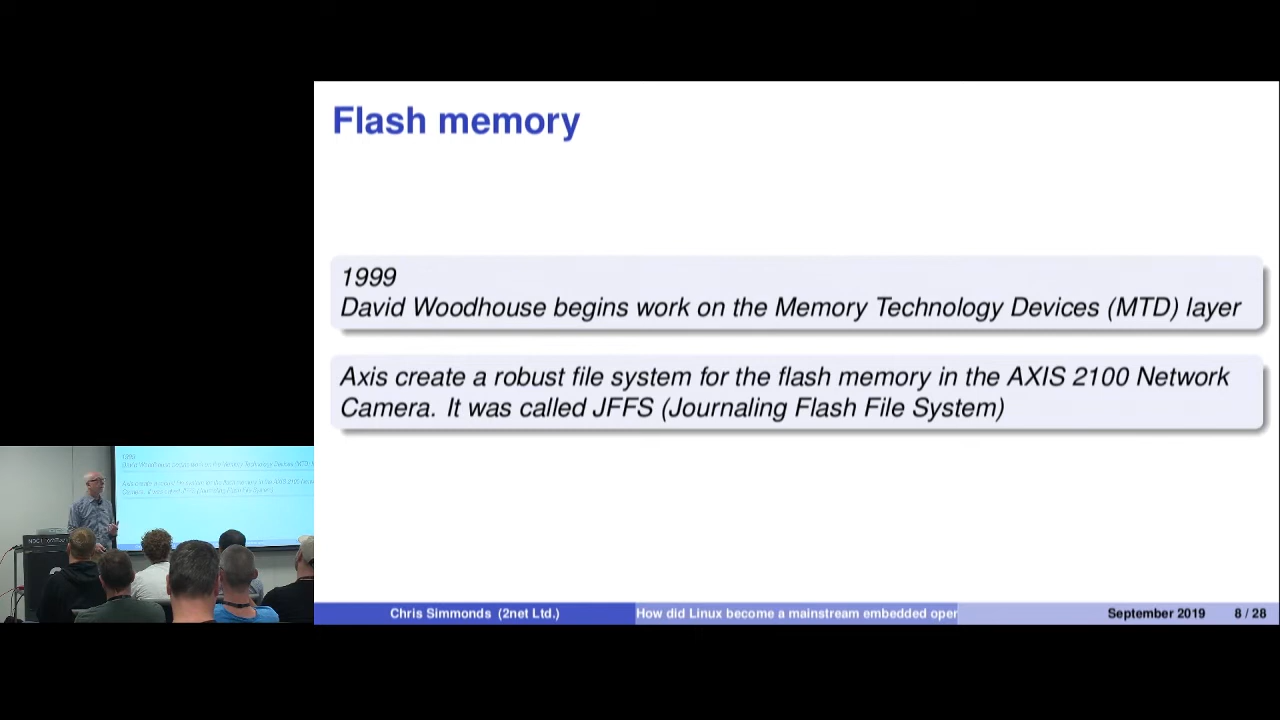 Flash memory
1999
David Woodhouse begins work on the Memory Technology Devices (MTD) layer
Axis create a robust file system for the flash memory in the AXIS 2100 Network
Camera. It was called JFFS (Journaling Flash File System)
Chris Simmonds (2net Ltd.)
How did Linux become a mainstream embedded oper
September 2019
8 / 28